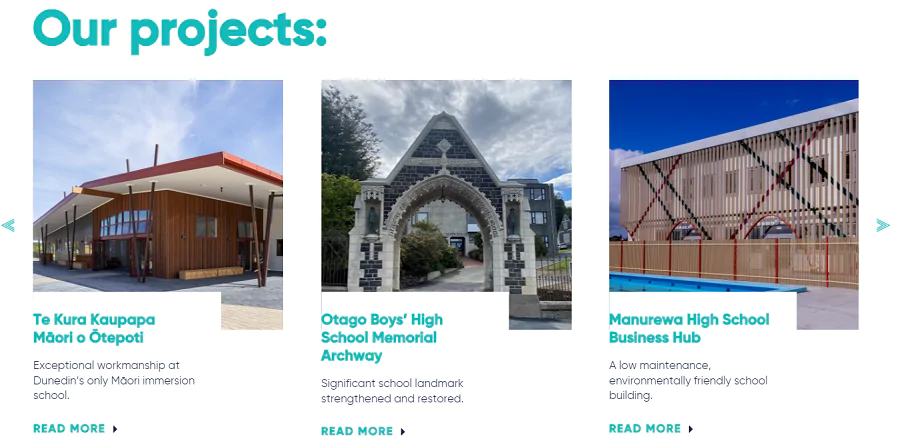 Our projects:
Te Kura Kaupapa
Māori o Ōtepoti
Exceptional workmanship at
Dunedin's only Māori immersion
school.
READ MORE
Otago Boys' High
School Memorial
Archway
Significant school landmark
strengthened and restored.
READ MORE
Manurewa High School
Business Hub
A low maintenance,
environmentally friendly school
building.
READ MORE